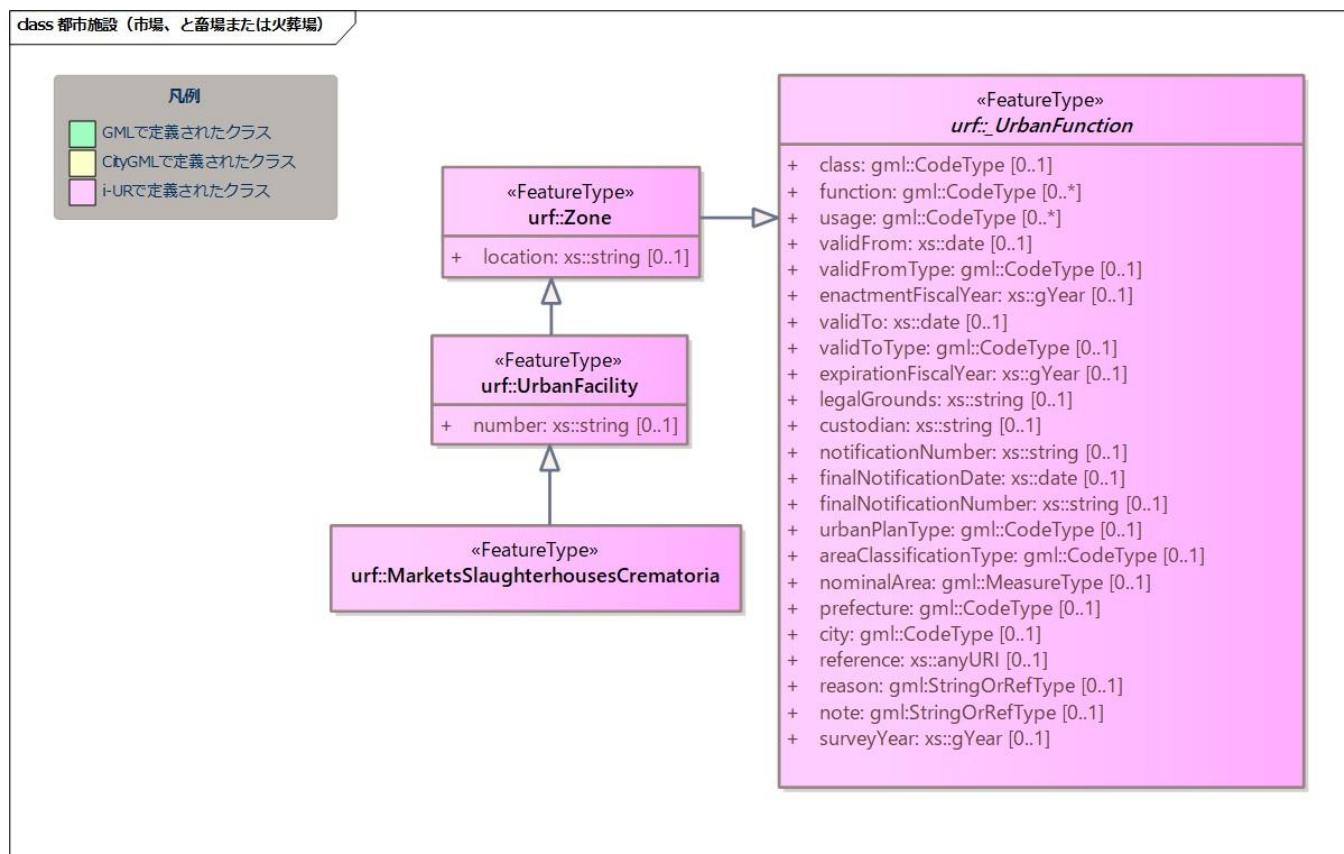 class 都市施設（市場、と畜場または火葬場）
凡例
GMLで定義されたクラス
CityGMLで定義されたクラス
i-URで定義されたクラス
«FeatureType»
urf::Zone
+ location: xs::string [0..1]
«FeatureType»
urf::UrbanFacility
+ number: xs::string [0..1]
«FeatureType»
urf::MarketsSlaughterhousesCrematoria
«FeatureType»
urf::_UrbanFunction
+ class: gml::CodeType [0..1]
+ function: gml::CodeType [0..*]
+ usage: gml::CodeType [0..*]
+ validFrom: xs::date [0..1]
+ validFromType: gml::CodeType [0..1]
+ enactmentFiscalYear: xs::gYear [0..1]
+ validTo: xs::date [0..1]
+ validToType: gml::CodeType [0..1]
+ expirationFiscalYear: xs::gYear [0..1]
+ legalGrounds: xs::string [0..1]
+ custodian: xs::string [0..1]
+ notificationNumber: xs::string [0..1]
+ finalNotificationDate: xs::date [0..1]
+ finalNotificationNumber: xs::string [0..1]
+ urbanPlanType: gml::CodeType [0..1]
+ areaClassificationType: gml::CodeType [0..1]
+ nominalArea: gml::MeasureType [0..1]
+ prefecture: gml::CodeType [0..1]
+ city: gml::CodeType [0..1]
+ reference: xs::anyURI [0..1]
+ reason: gml:StringOrRefType [0..1]
+ note: gml:StringOrRefType [0..1]
+ surveyYear: xs::gYear [0..1]